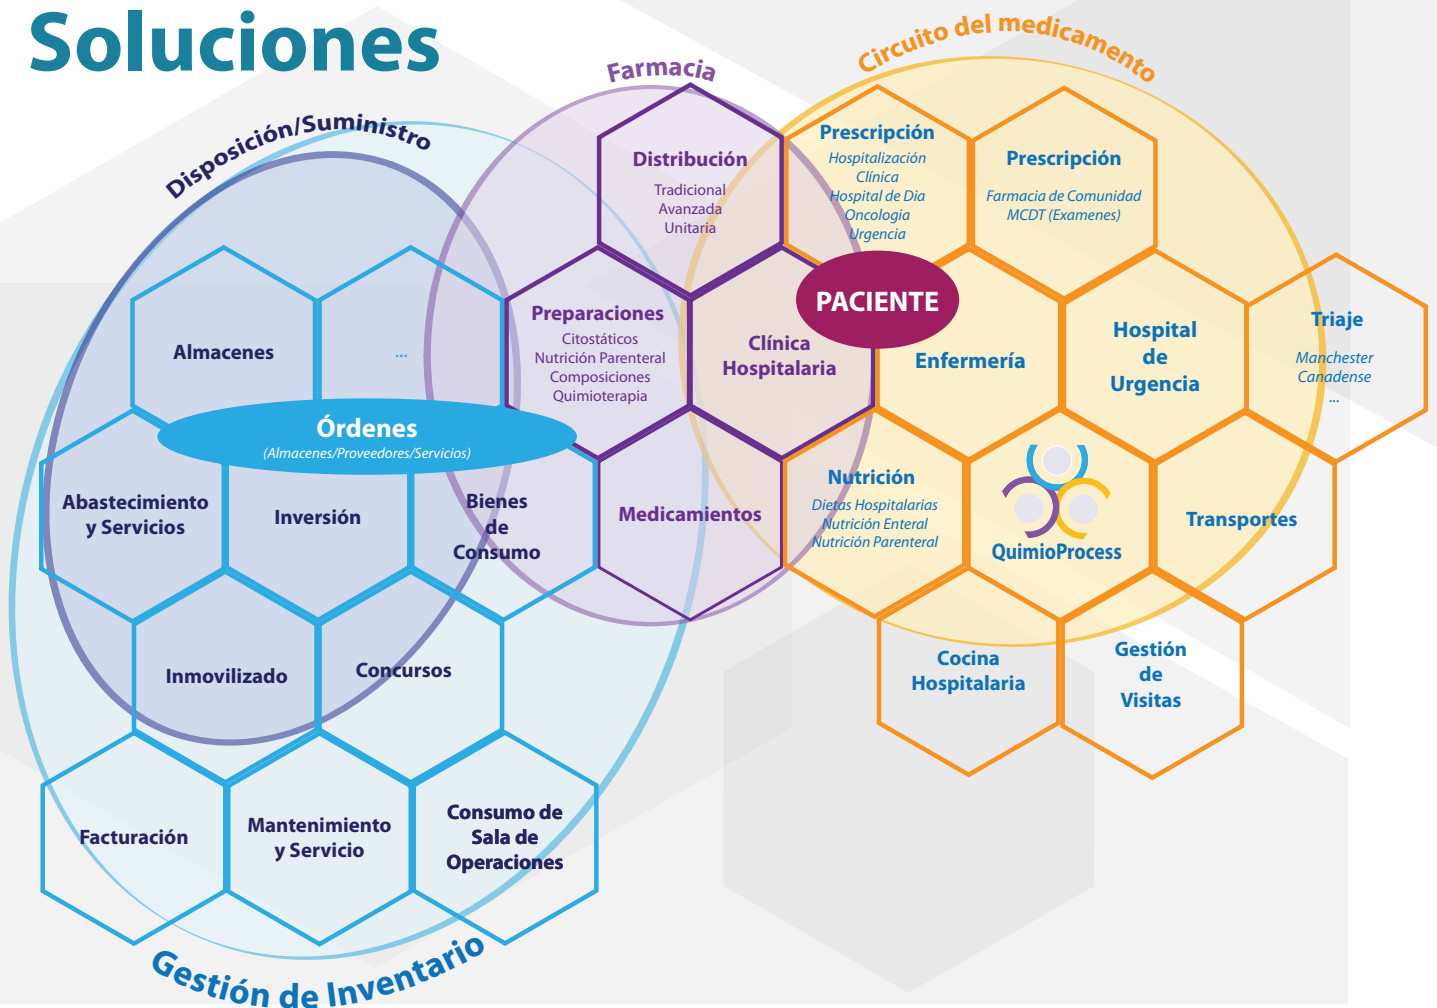 Soluciones
Disposición/Suministro
Farmacia
Circuito del medicamento
Almacenes
...
Órdenes
(Almacenes/Proveedores/Servicios)
Abastecimiento
y Servicios
Inversión
Bienes
de
Consumo
Inmovilizado
Concursos
Facturación
Mantenimiento
y Servicio
Consumo de
Sala de
Operaciones
Gestión de Inventario
Distribución
Tradicional
Avanzada
Unitaria
Preparaciones
Citostáticos
Nutrición Parenteral
Composiciones
Quimioterapia
Clínica
Hospitalaria
Medicamientos
Prescripción
Hospitalización
Clínica
Hospital de Dia
Oncologia
Urgencia
Prescripción
Farmacia de Comunidad
MCDT (Examenes)
PACIENTE
Enfermería
Hospital
de
Urgencia
Triaje
Manchester
Canadense
...
Nutrición
Dietas Hospitalarias
Nutrición Enteral
Nutrición Parenteral
QuimioProcess
Transportes
Cocina
Hospitalaria
Gestión
de
Visitas